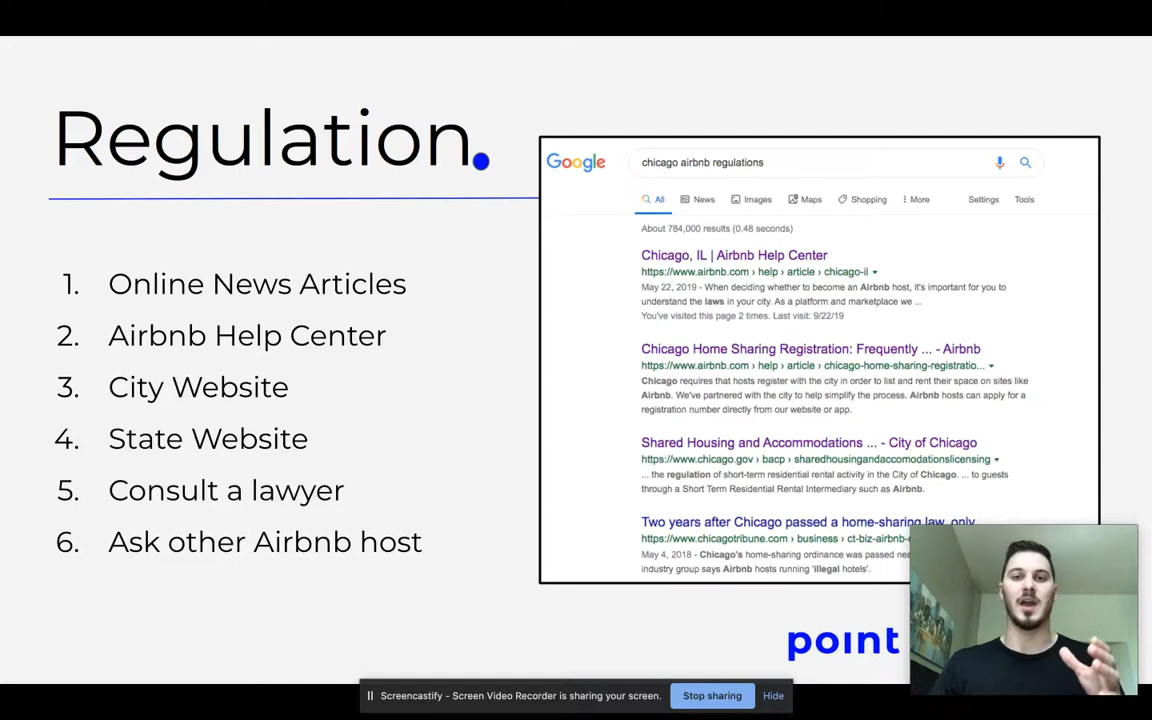 Regulation.
1. Online News Articles
2. Airbnb Help Center
3. City Website
4. State Website
5. Consult a lawyer
6. Ask other Airbnb host
Google
chicago airbnb regulations
All News Images Maps Shopping More Settings Tools
About 784,000 results (0.48 seconds)
Chicago, IL | Airbnb Help Center
https://www.airbnb.com › help › article › chicago-il
May 22, 2019 - When deciding whether to become an Airbnb host, it's important for you to
understand the laws in your city. As a platform and marketplace we ...
You've visited this page 2 times. Last visit: 9/22/19
Chicago Home Sharing Registration: Frequently ... - Airbnb
https://www.airbnb.com › help › article › chicago-home-sharing-registratio...
Chicago requires that hosts register with the city in order to list and rent their space on sites like
Airbnb. We've partnered with the city to help simplify the process. Airbnb hosts can apply for a
registration number directly from our website or app.
Shared Housing and Accommodations ... - City of Chicago
https://www.chicago.gov › bacp › sharedhousingandaccomodationslicensing
... the regulation of short-term residential rental activity in the City of Chicago. ... to guests
through a Short Term Residential Rental Intermediary such as Airbnb.
Two years after Chicago passed a home-sharing law, only
https://www.chicagotribune.com › business › ct-biz-airbnb-
May 4, 2018 - Chicago's home-sharing ordinance was passed
industry group says Airbnb hosts running 'illegal hotels'.
point
Screencastify - Screen Video Recorder is sharing your screen.
Stop sharing
Hide